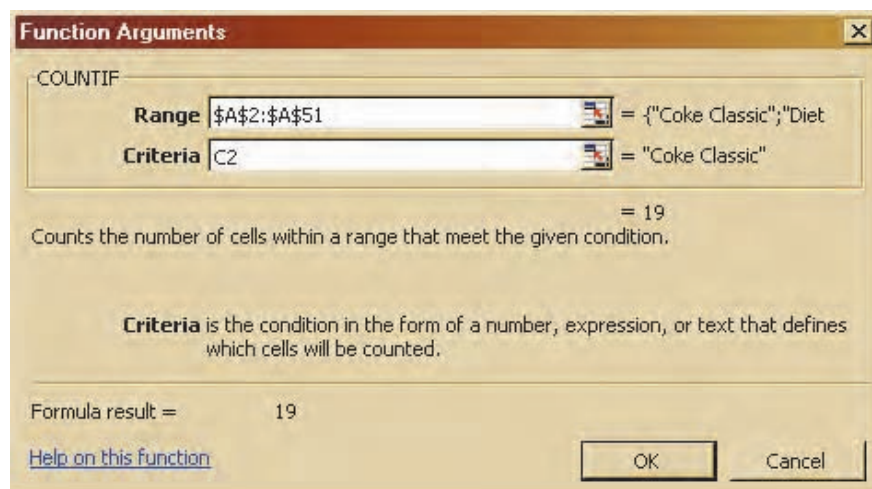 Function Arguments
COUNTIF
Range $A$2:$A$51 = {"Coke Classic";"Diet
Criteria C2 = "Coke Classic"
= 19
Counts the number of cells within a range that meet the given condition.
Criteria is the condition in the form of a number, expression, or text that defines
which cells will be counted.
Formula result = 19
Help on this function OK Cancel